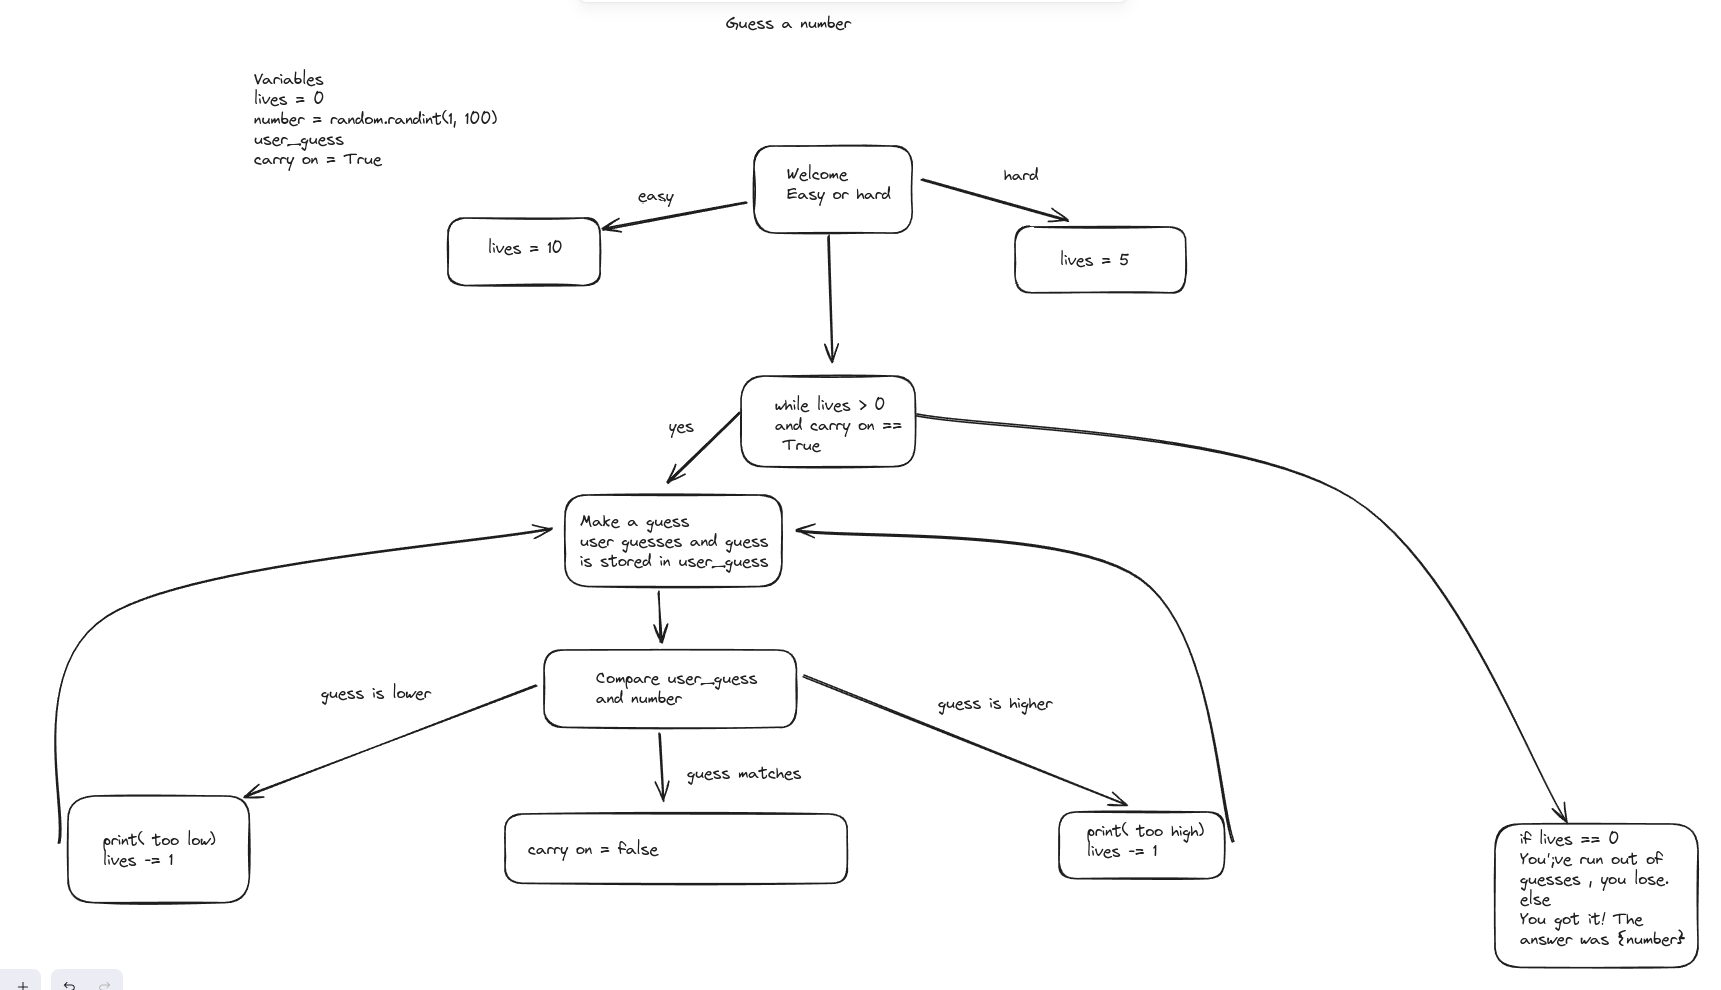 Guess a number
Variables
lives = 0
number = random.randint(1, 100)
user_guess
carry on = True
Welcome
Easy or hard
easy
hard
lives = 10
lives = 5
while lives > 0
and carry on ==
True
yes
Make a guess
user guesses and guess
is stored in user_guess
Compare user_guess
and number
guess is lower
guess is higher
guess matches
print( too low)
lives -= 1
carry on = false
print( too high)
lives -= 1
if lives == 0
You';ve run out of
guesses , you lose.
else
You got it! The
answer was {number}